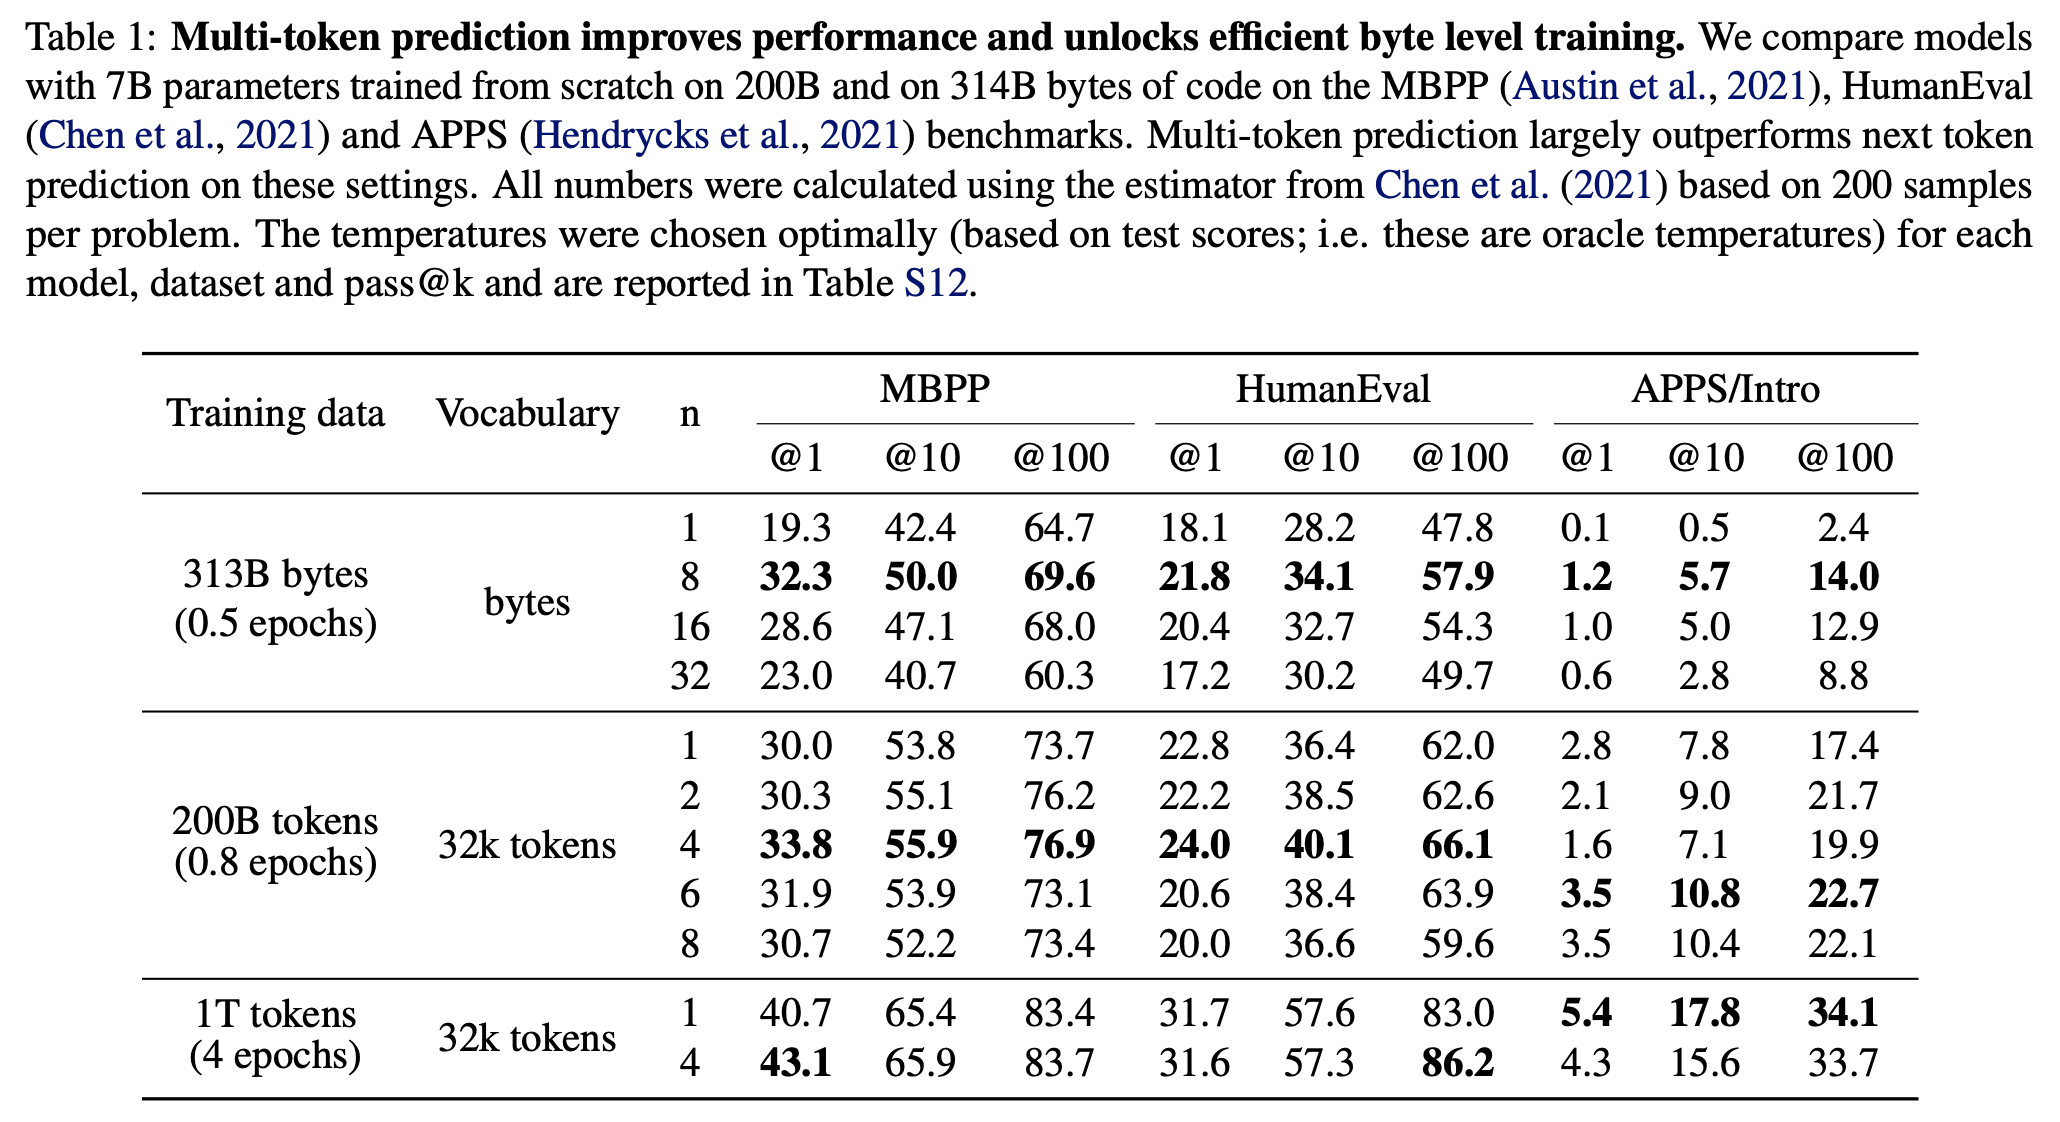 Table 1: Multi-token prediction improves performance and unlocks efficient byte level training. We compare models
with 7B parameters trained from scratch on 200B and on 314B bytes of code on the MBPP (Austin et al., 2021), HumanEval
(Chen et al., 2021) and APPS (Hendrycks et al., 2021) benchmarks. Multi-token prediction largely outperforms next token
prediction on these settings. All numbers were calculated using the estimator from Chen et al. (2021) based on 200 samples
per problem. The temperatures were chosen optimally (based on test scores; i.e. these are oracle temperatures) for each
model, dataset and pass@k and are reported in Table S12.
Training data Vocabulary n MBPP HumanEval APPS/Intro
@1 @10 @100 @1 @10 @100 @1 @10 @100
313B bytes
(0.5 epochs)
bytes
1 19.3 42.4 64.7 18.1 28.2 47.8 0.1 0.5 2.4
8 32.3 50.0 69.6 21.8 34.1 57.9 1.2 5.7 14.0
16 28.6 47.1 68.0 20.4 32.7 54.3 1.0 5.0 12.9
32 23.0 40.7 60.3 17.2 30.2 49.7 0.6 2.8 8.8
200B tokens
(0.8 epochs)
32k tokens
1 30.0 53.8 73.7 22.8 36.4 62.0 2.8 7.8 17.4
2 30.3 55.1 76.2 22.2 38.5 62.6 2.1 9.0 21.7
4 33.8 55.9 76.9 24.0 40.1 66.1 1.6 7.1 19.9
6 31.9 53.9 73.1 20.6 38.4 63.9 3.5 10.8 22.7
8 30.7 52.2 73.4 20.0 36.6 59.6 3.5 10.4 22.1
1T tokens
(4 epochs)
32k tokens
1 40.7 65.4 83.4 31.7 57.6 83.0 5.4 17.8 34.1
4 43.1 65.9 83.7 31.6 57.3 86.2 4.3 15.6 33.7